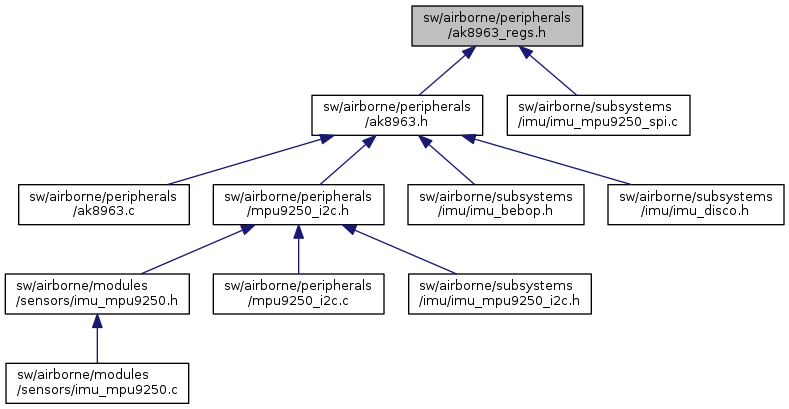 sw/airborne/peripherals
/ak8963_regs.h
sw/airborne/peripherals
/ak8963.h
sw/airborne/subsystems
/imu/imu_mpu9250_spi.c
sw/airborne/peripherals
/ak8963.c
sw/airborne/peripherals
/mpu9250_i2c.h
sw/airborne/subsystems
/imu/imu_bebop.h
sw/airborne/subsystems
/imu/imu_disco.h
sw/airborne/modules
/sensors/imu_mpu9250.h
sw/airborne/peripherals
/mpu9250_i2c.c
sw/airborne/subsystems
/imu/imu_mpu9250_i2c.h
sw/airborne/modules
/sensors/imu_mpu9250.c